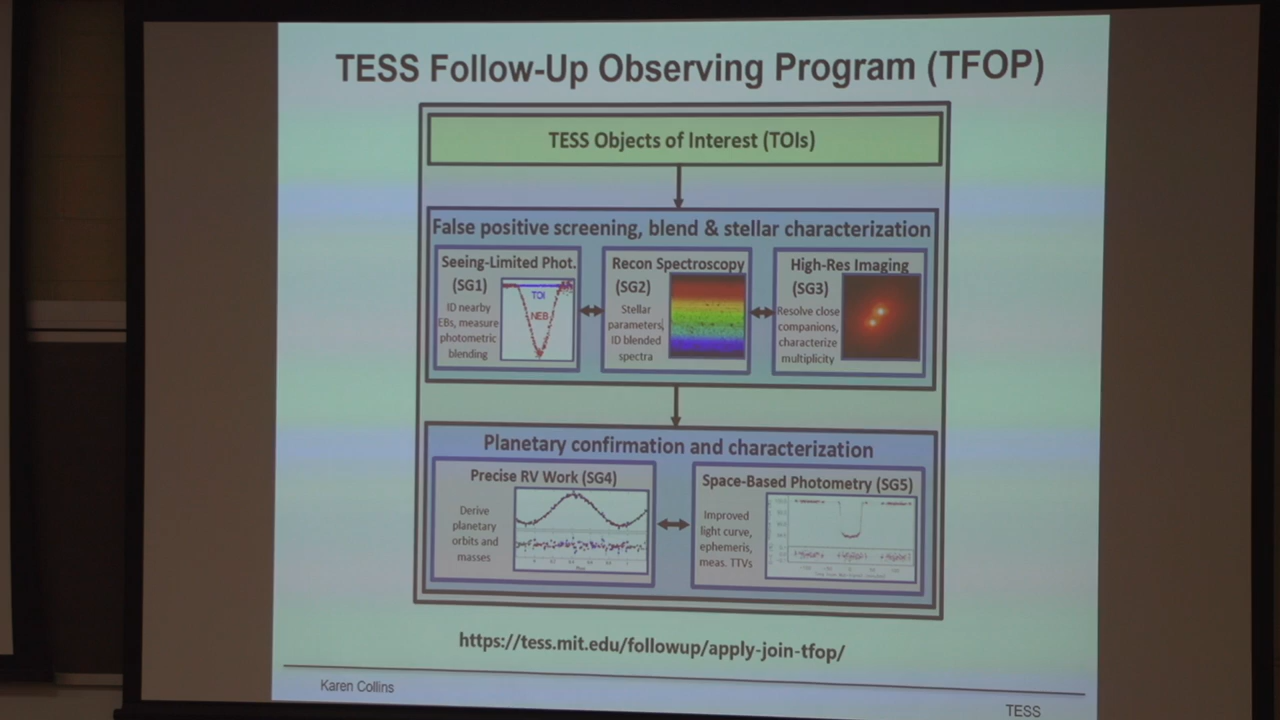 TESS Follow-Up Observing Program (TFOP)
TESS Objects of Interest (TOIs)
False positive screening, blend & stellar characterization
Seeing-Limited Phot.
(SG1)
ID nearby
EBs, measure
photometric
blending
TOI
NEB
Recon Spectroscopy
(SG2)
Stellar
parameters,
ID blended
spectra
High-Res Imaging
(SG3)
Resolve close
companions,
characterize
multiplicity
Planetary confirmation and characterization
Precise RV Work (SG4)
Derive
planetary
orbits and
masses
Space-Based Photometry (SG5)
Improved
light curve,
ephemeris,
meas. TTVs
https://tess.mit.edu/followup/apply-join-tfop/
Karen Collins
TESS